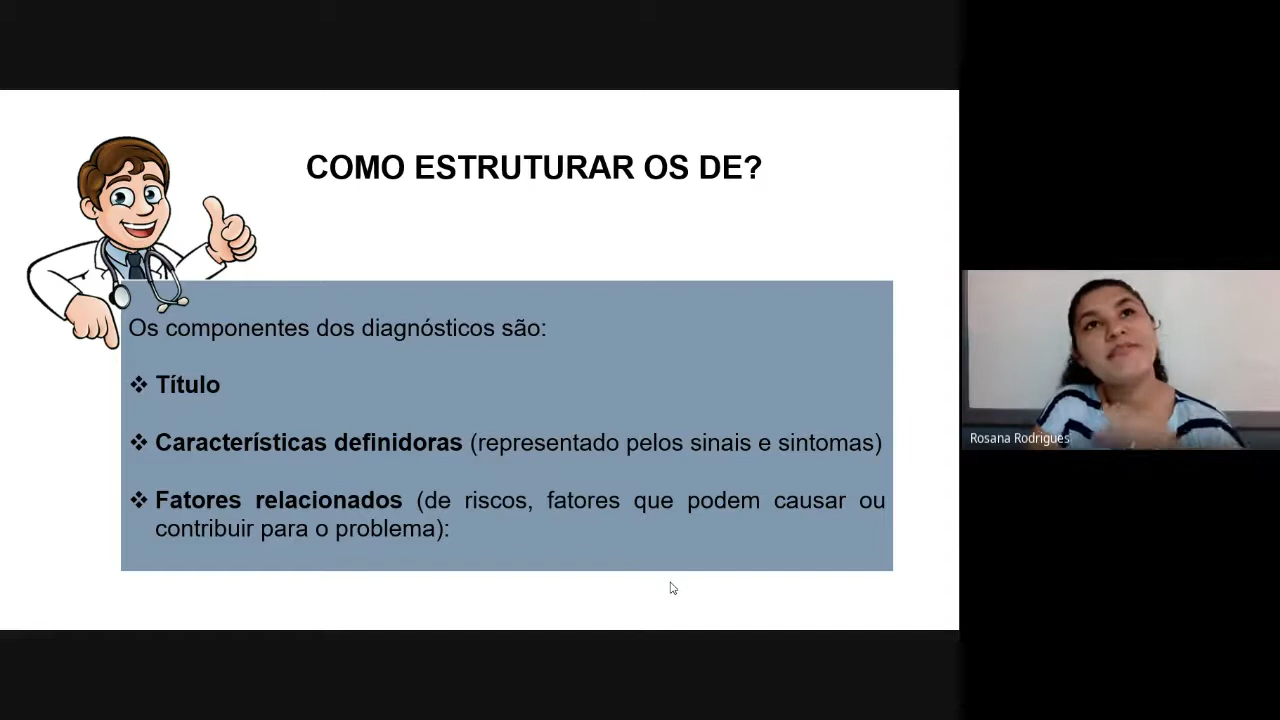 COMO ESTRUTURAR OS DE?
Os componentes dos diagnósticos são:
❖ Título
❖ Características definidoras (representado pelos sinais e sintomas)
❖ Fatores relacionados (de riscos, fatores que podem causar ou
contribuir para o problema):
Rosana Rodrigues